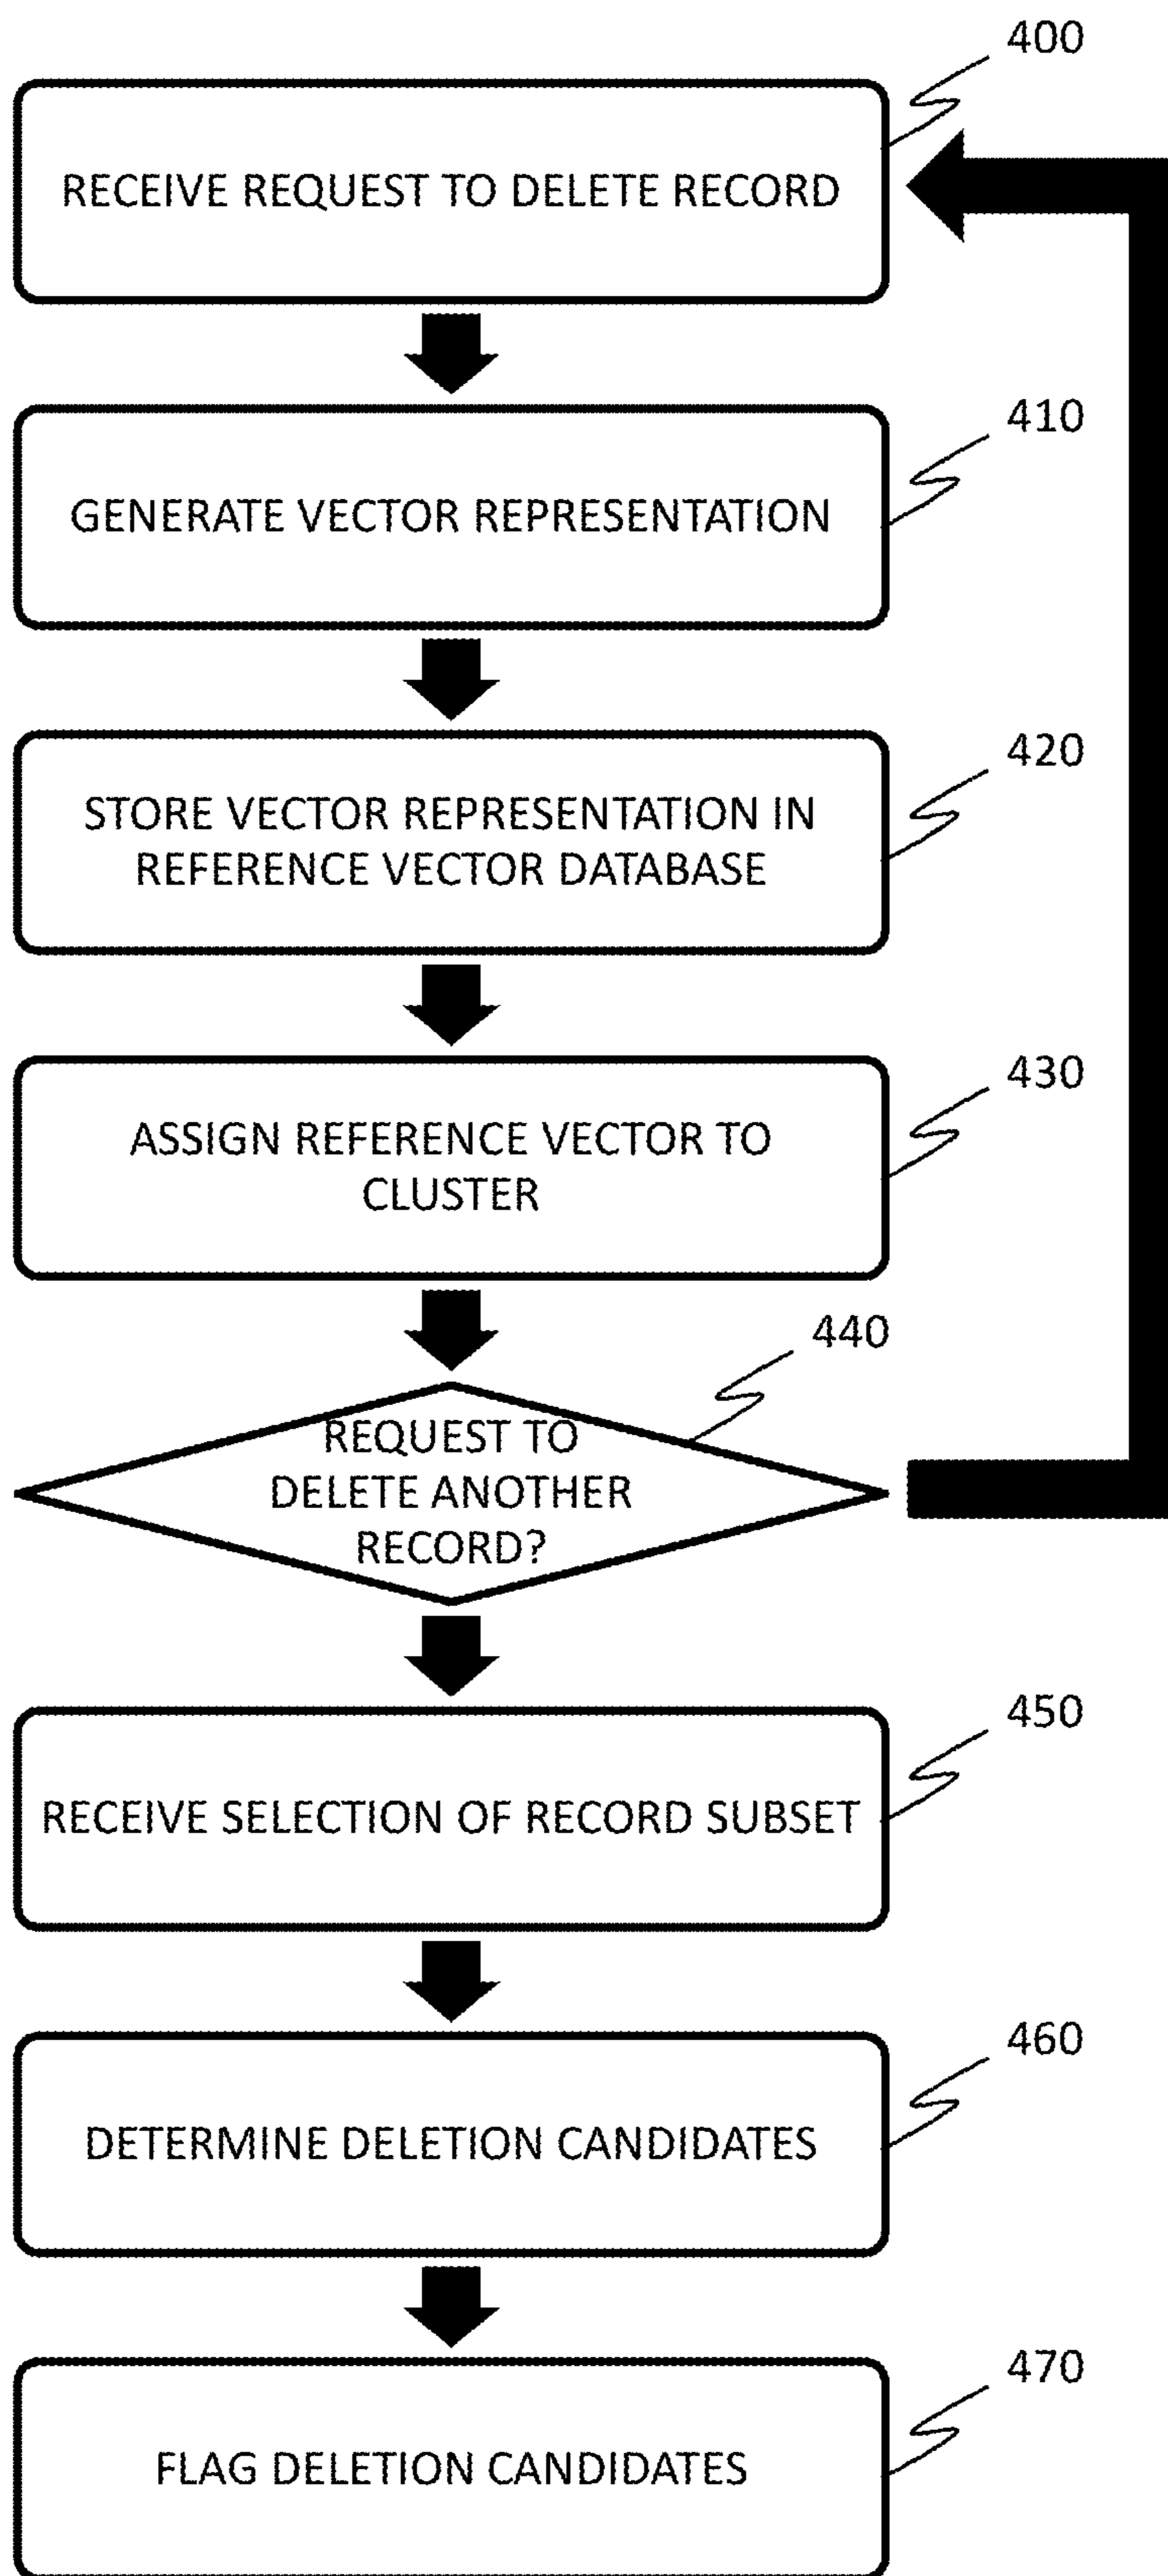 400
RECEIVE REQUEST TO DELETE RECORD
410
GENERATE VECTOR REPRESENTATION
420
STORE VECTOR REPRESENTATION IN
REFERENCE VECTOR DATABASE
430
ASSIGN REFERENCE VECTOR TO
CLUSTER
440
REQUEST TO
DELETE ANOTHER
RECORD?
450
RECEIVE SELECTION OF RECORD SUBSET
460
DETERMINE DELETION CANDIDATES
470
FLAG DELETION CANDIDATES